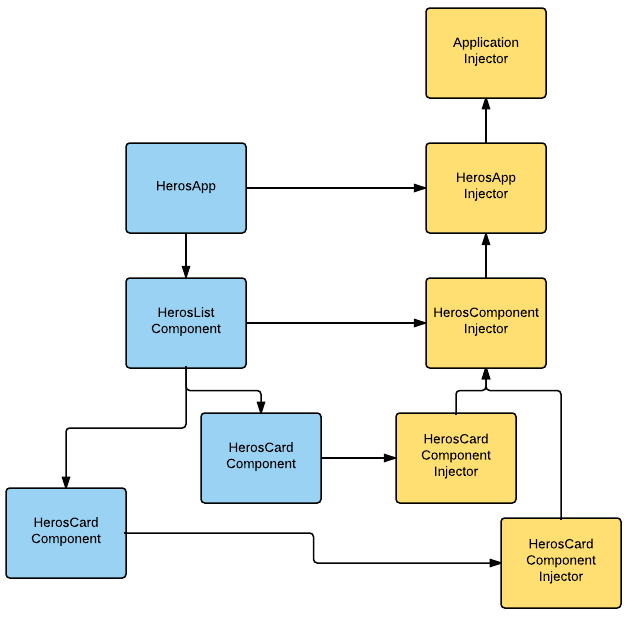 Application
Injector
HerosApp
HerosApp
Injector
HerosList
Component
HerosComponent
Injector
HerosCard
Component
HerosCard
Component
Injector
HerosCard
Component
HerosCard
Component
Injector